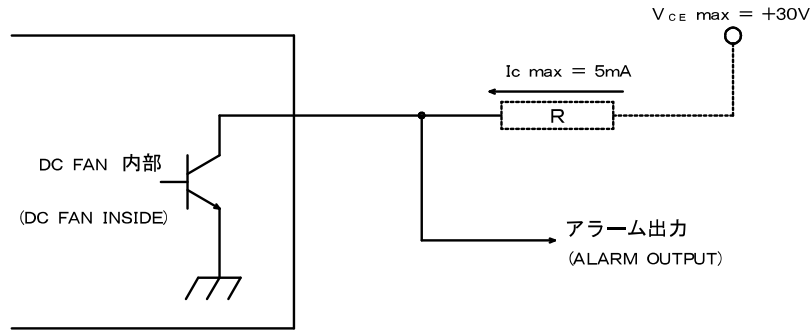 VCE max = +30V
Ic max = 5mA
R
DC FAN 内部
(DC FAN INSIDE)
アラーム出力
(ALARM OUTPUT)